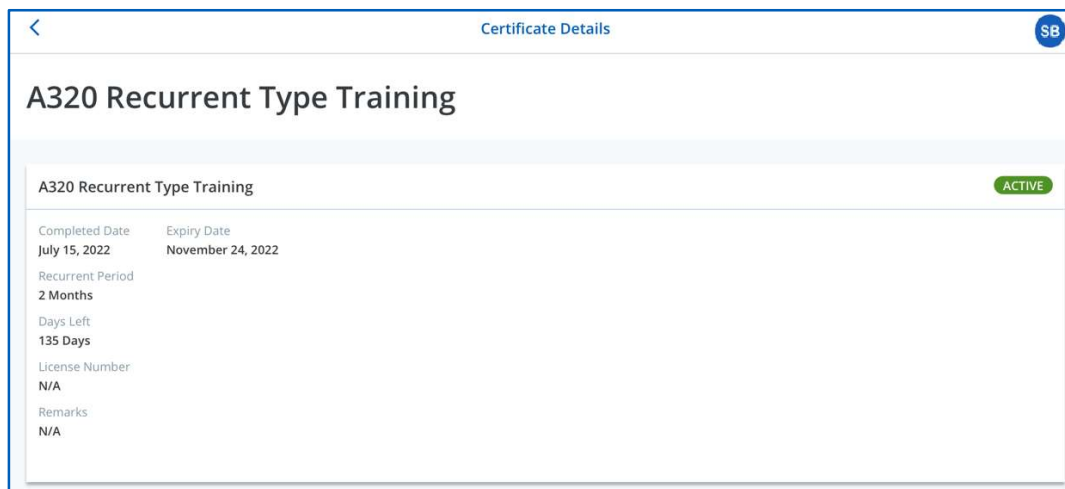 Certificate Details
SB
A320 Recurrent Type Training
A320 Recurrent Type Training
ACTIVE
Completed Date Expiry Date
July 15, 2022 November 24, 2022
Recurrent Period
2 Months
Days Left
135 Days
License Number
N/A
Remarks
N/A